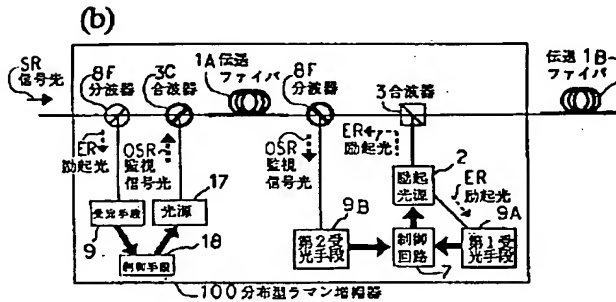 (b)
SR
信号光
8F
分波器
3C
合波器
1A 伝送
ファイバ
8F
分波器
3 合波器
伝送 1B
ファイバ
ER
励起光
OSR
監視
信号光
17
光源
受光手段
9
制御手段
18
OSR
監視
信号光
ER
励起光
励起
光源
2
ER
励起光
9B
第2受
光手段
制御
回路
7
9A
第1受
光手段
100 分布型ラマン増幅器